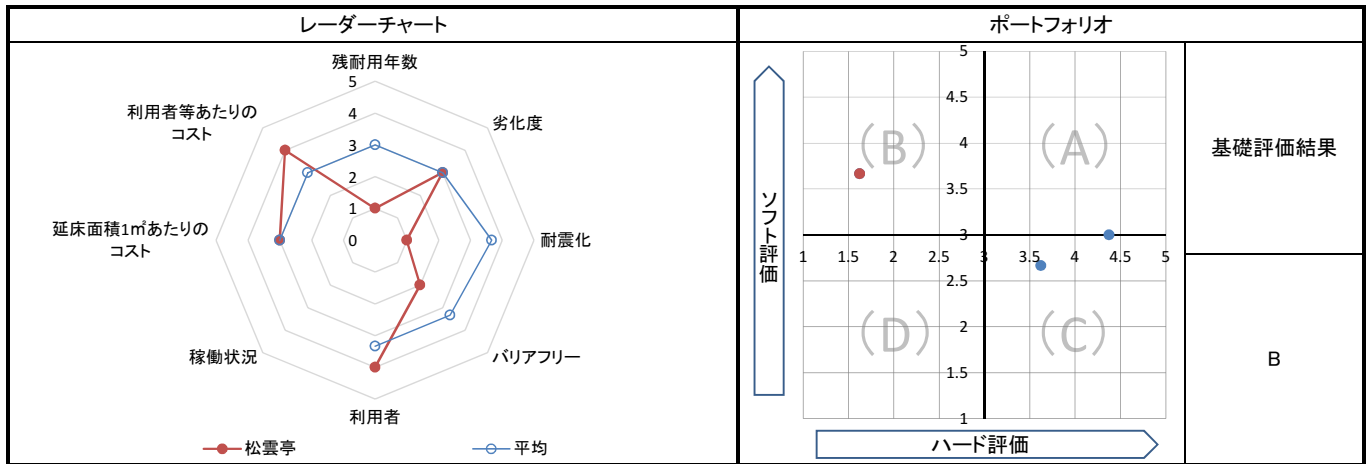 レーダーチャート
残耐用年数
5
4
3
2
1
0
劣化度
耐震化
バリアフリー
利用者
稼働状況
延床面積1㎡あたりの
コスト
利用者等あたりの
コスト
松雲亭
平均
ポートフォリオ
ソフト評価
5
4.5
4
3.5
3
2.5
2
1.5
1
1 1.5 2 2.5 3 3.5 4 4.5 5
(B)
(A)
(D)
(C)
ハード評価
基礎評価結果
B